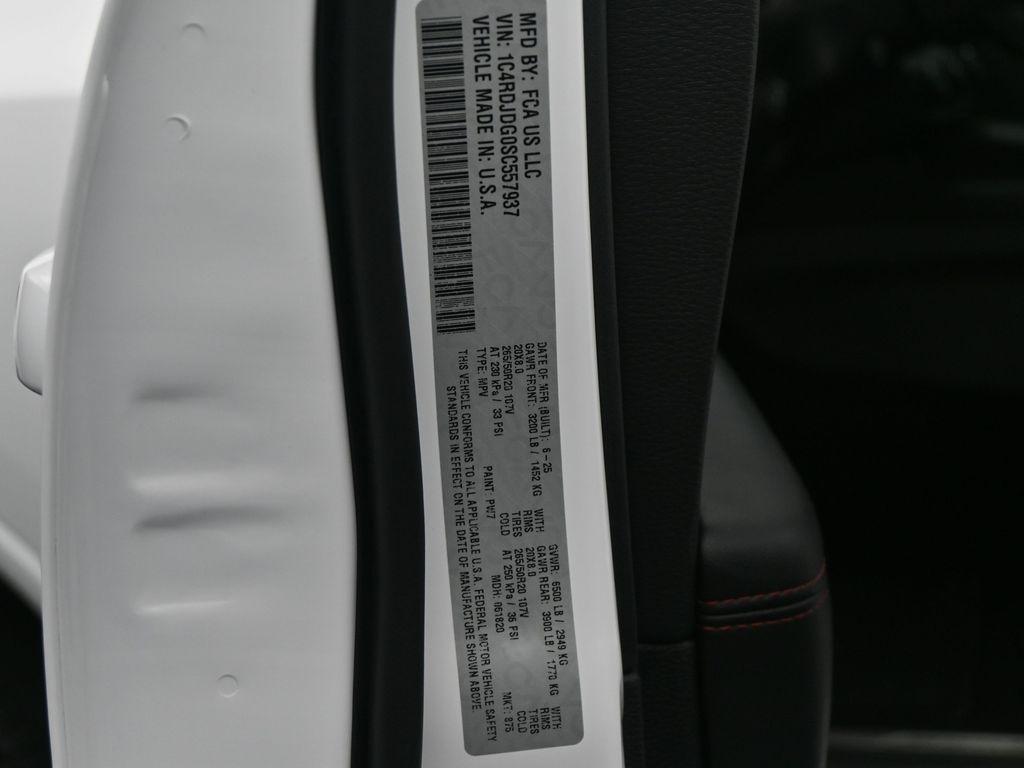 MFD BY: FCA US LLC
VIN: 1C4RDJDG0SC557937
VEHICLE MADE IN: U.S.A.
DATE OF MFR (BUILT): 6-25 GVWR: 6500 LB / 2949 KG
GAWR FRONT: 3200 LB / 1452 KG WITH GAWR REAR: 3900 LB / 1770 KG WITH
20X8.0 RIMS 20X8.0 RIMS
265/50R20 107V TIRES 265/50R20 107V TIRES
AT 230 kPa / 33 PSI COLD AT 250 kPa / 36 PSI COLD
TYPE: MPV PAINT: PW7 MDH: 061820 MKT: 875
THIS VEHICLE CONFORMS TO ALL APPLICABLE U.S.A. FEDERAL MOTOR VEHICLE SAFETY
STANDARDS IN EFFECT ON THE DATE OF MANUFACTURE SHOWN ABOVE.